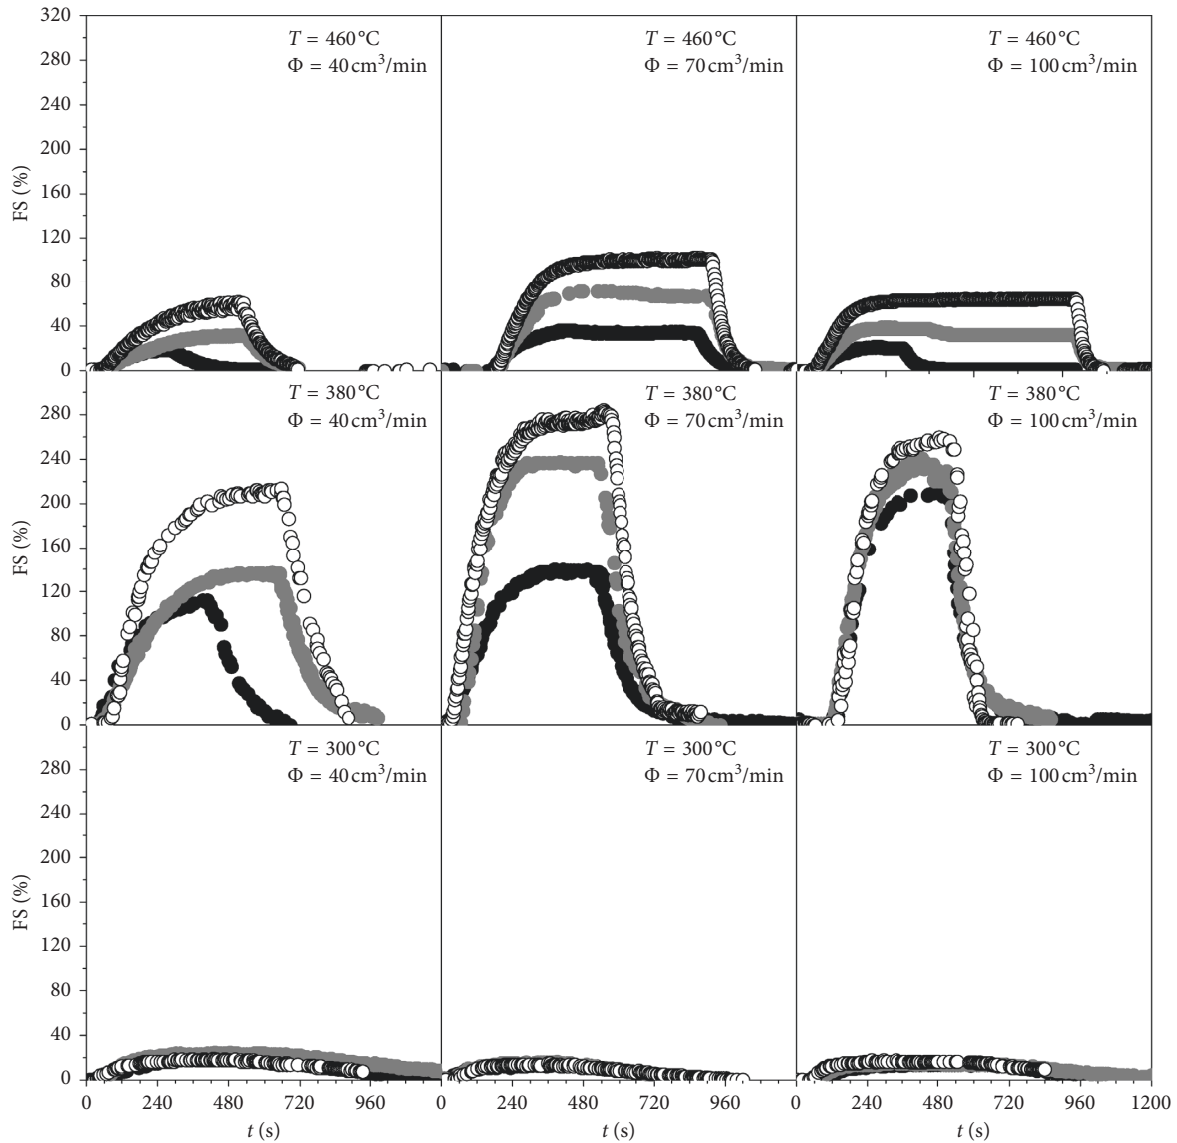 320
280
240
200
160
120
80
40
0
FS (%)
T = 460°C
Φ = 40 cm³/min
T = 460°C
Φ = 70 cm³/min
T = 460°C
Φ = 100 cm³/min
280
240
200
160
120
80
40
0
FS (%)
T = 380°C
Φ = 40 cm³/min
T = 380°C
Φ = 70 cm³/min
T = 380°C
Φ = 100 cm³/min
280
240
200
160
120
80
40
0
FS (%)
T = 300°C
Φ = 40 cm³/min
T = 300°C
Φ = 70 cm³/min
T = 300°C
Φ = 100 cm³/min
0 240 480 720 960 0 240 480 720 960 0 240 480 720 960 1200
t (s) t (s) t (s)